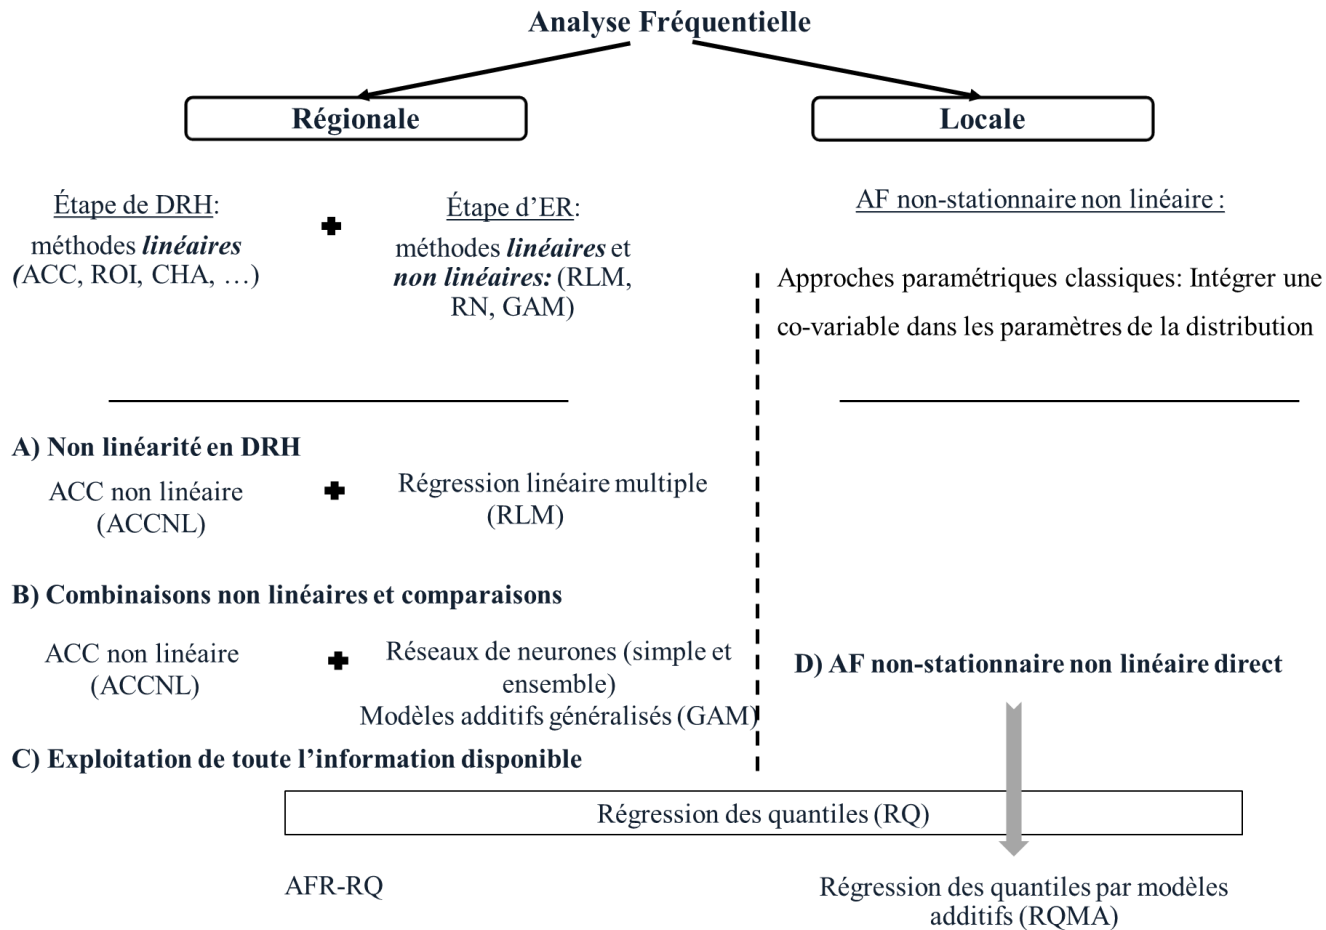 Analyse Fréquentielle
Régionale
Locale
Étape de DRH:
méthodes linéaires
(ACC, ROI, CHA, …)
Étape d’ER:
méthodes linéaires et
non linéaires: (RLM,
RN, GAM)
AF non-stationnaire non linéaire :
Approches paramétriques classiques: Intégrer une
co-variable dans les paramètres de la distribution
A) Non linéarité en DRH
ACC non linéaire
(ACCNL)
Régression linéaire multiple
(RLM)
B) Combinaisons non linéaires et comparaisons
ACC non linéaire
(ACCNL)
Réseaux de neurones (simple et
ensemble)
Modèles additifs généralisés (GAM)
D) AF non-stationnaire non linéaire direct
C) Exploitation de toute l’information disponible
Régression des quantiles (RQ)
AFR-RQ
Régression des quantiles par modèles
additifs (RQMA)